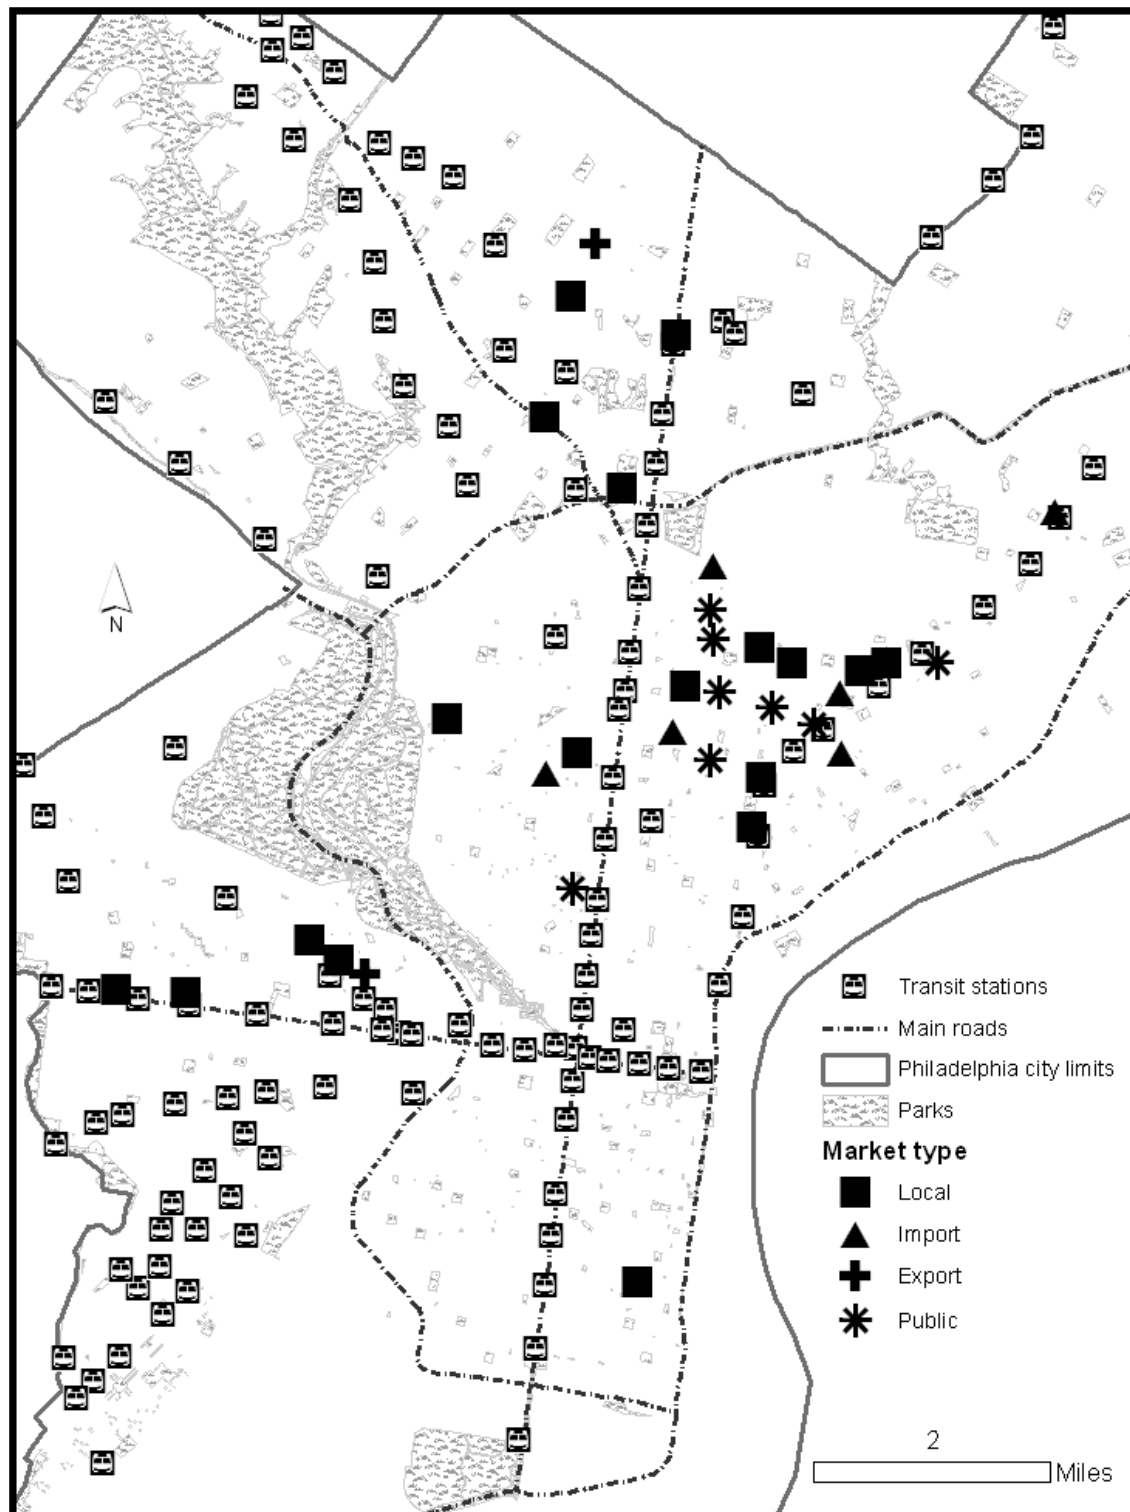 N
Transit stations
Main roads
Philadelphia city limits
Parks
Market type
Local
Import
Export
Public
2
Miles